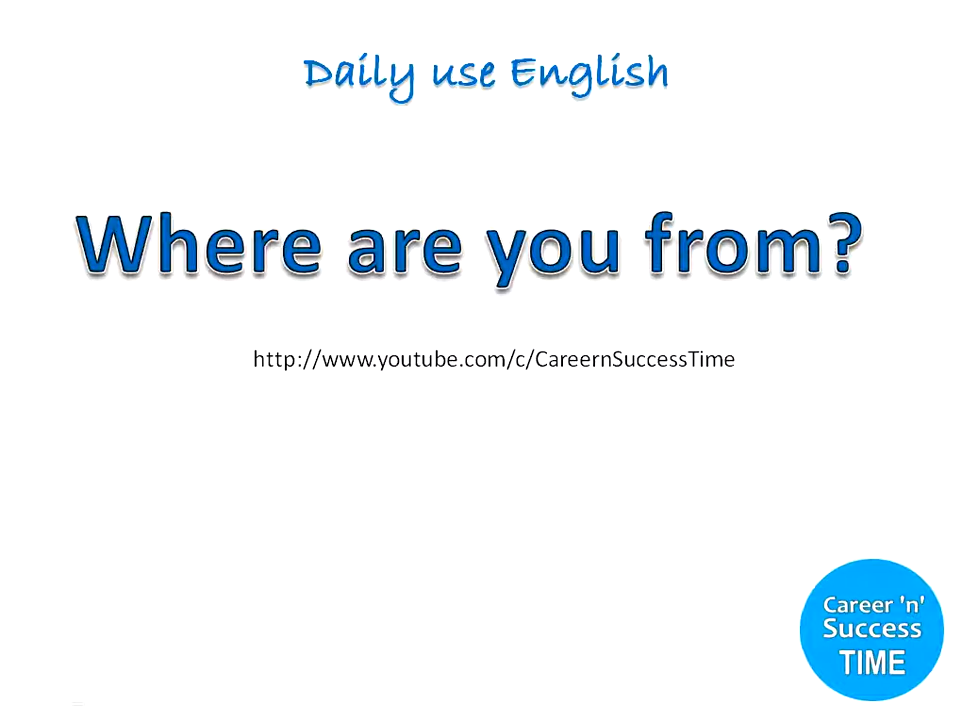 Daily use English
Where are you from?
http://www.youtube.com/c/CareernSuccessTime
Career 'n'
Success
TIME